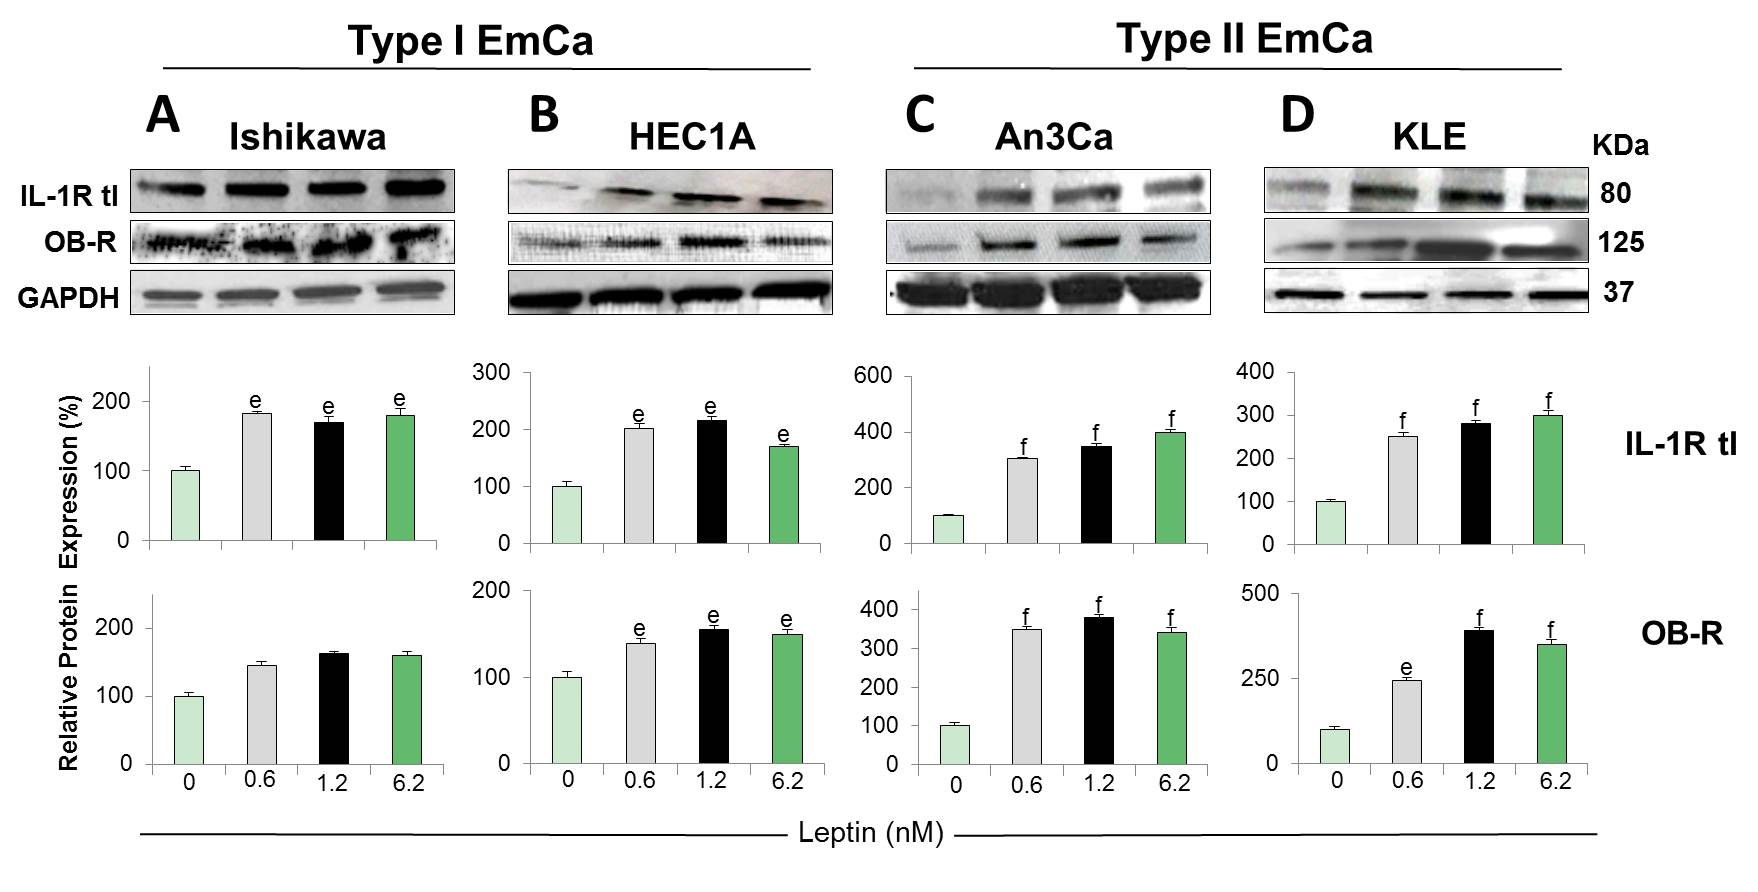 Type I EmCa
Type II EmCa
A
B
C
D
Ishikawa
HEC1A
An3Ca
KLE
KDa
IL-1R tI
80
OB-R
125
GAPDH
37
Relative Protein Expression (%)
200
100
0
e
e
e
300
200
100
0
e
e
e
600
400
200
0
f
f
f
400
300
200
100
0
f
f
f
IL-1R tI
200
100
0
0
0.6
1.2
6.2
200
100
0
e
e
e
0
0.6
1.2
6.2
400
300
200
100
0
f
f
f
0
0.6
1.2
6.2
500
250
0
e
f
f
0
0.6
1.2
6.2
OB-R
Leptin (nM)